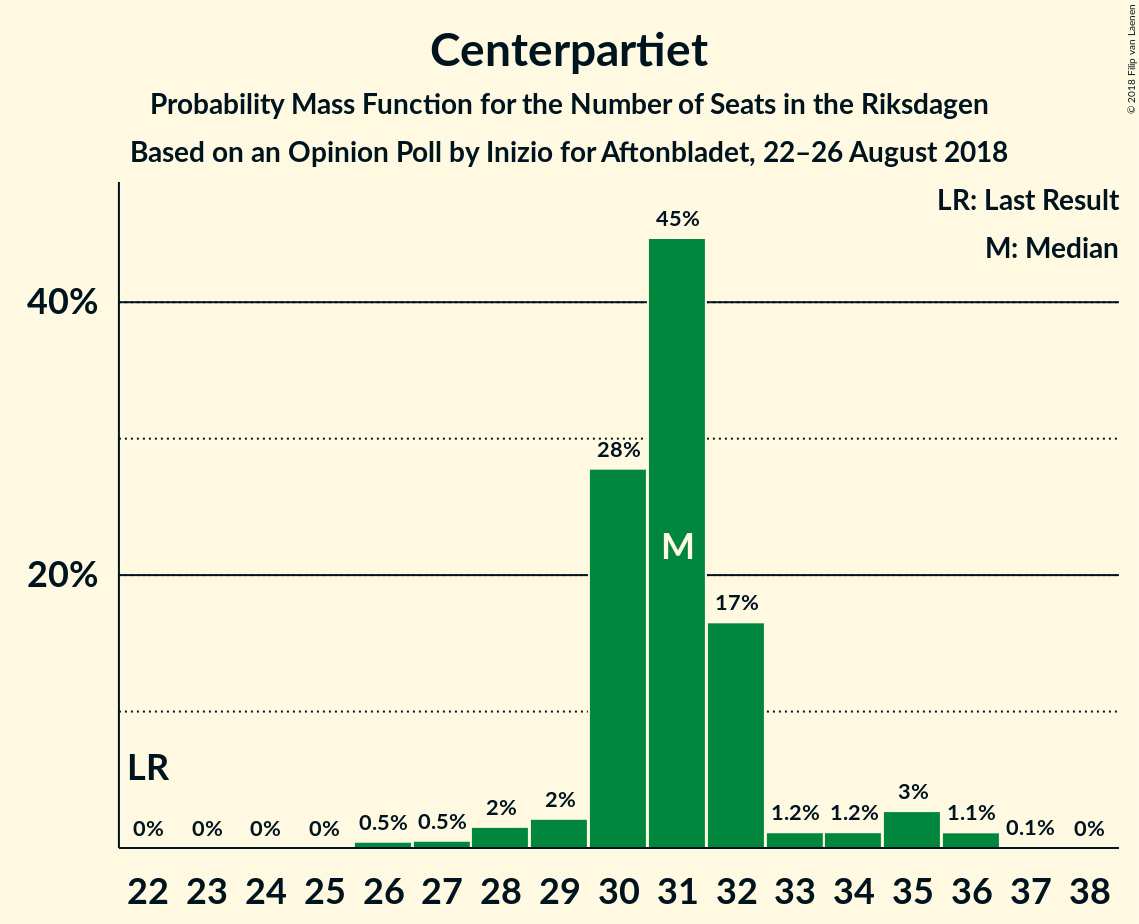 Centerpartiet
Probability Mass Function for the Number of Seats in the Riksdagen
Based on an Opinion Poll by Inizio for Aftonbladet, 22–26 August 2018
© 2018 Filip van Laenen
LR: Last Result
M: Median
45%
40%
28%
M
20%
17%
LR
0% 0% 0% 0% 0.5% 0.5% 2% 2% 1.2% 1.2% 3% 1.1% 0.1% 0%
22 23 24 25 26 27 28 29 30 31 32 33 34 35 36 37 38